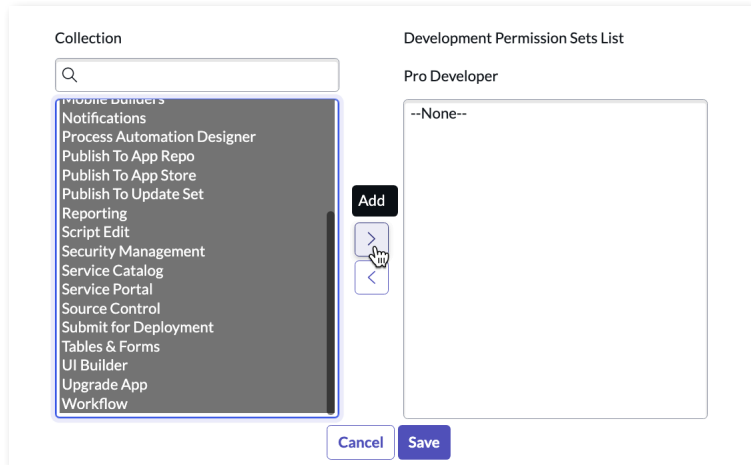 Collection
Development Permission Sets List
Pro Developer
Mobile Builders
Notifications
Process Automation Designer
Publish To App Repo
Publish To App Store
Publish To Update Set
Reporting
Script Edit
Security Management
Service Catalog
Service Portal
Source Control
Submit for Deployment
Tables & Forms
UI Builder
Upgrade App
Workflow
Add
--None--
Cancel
Save